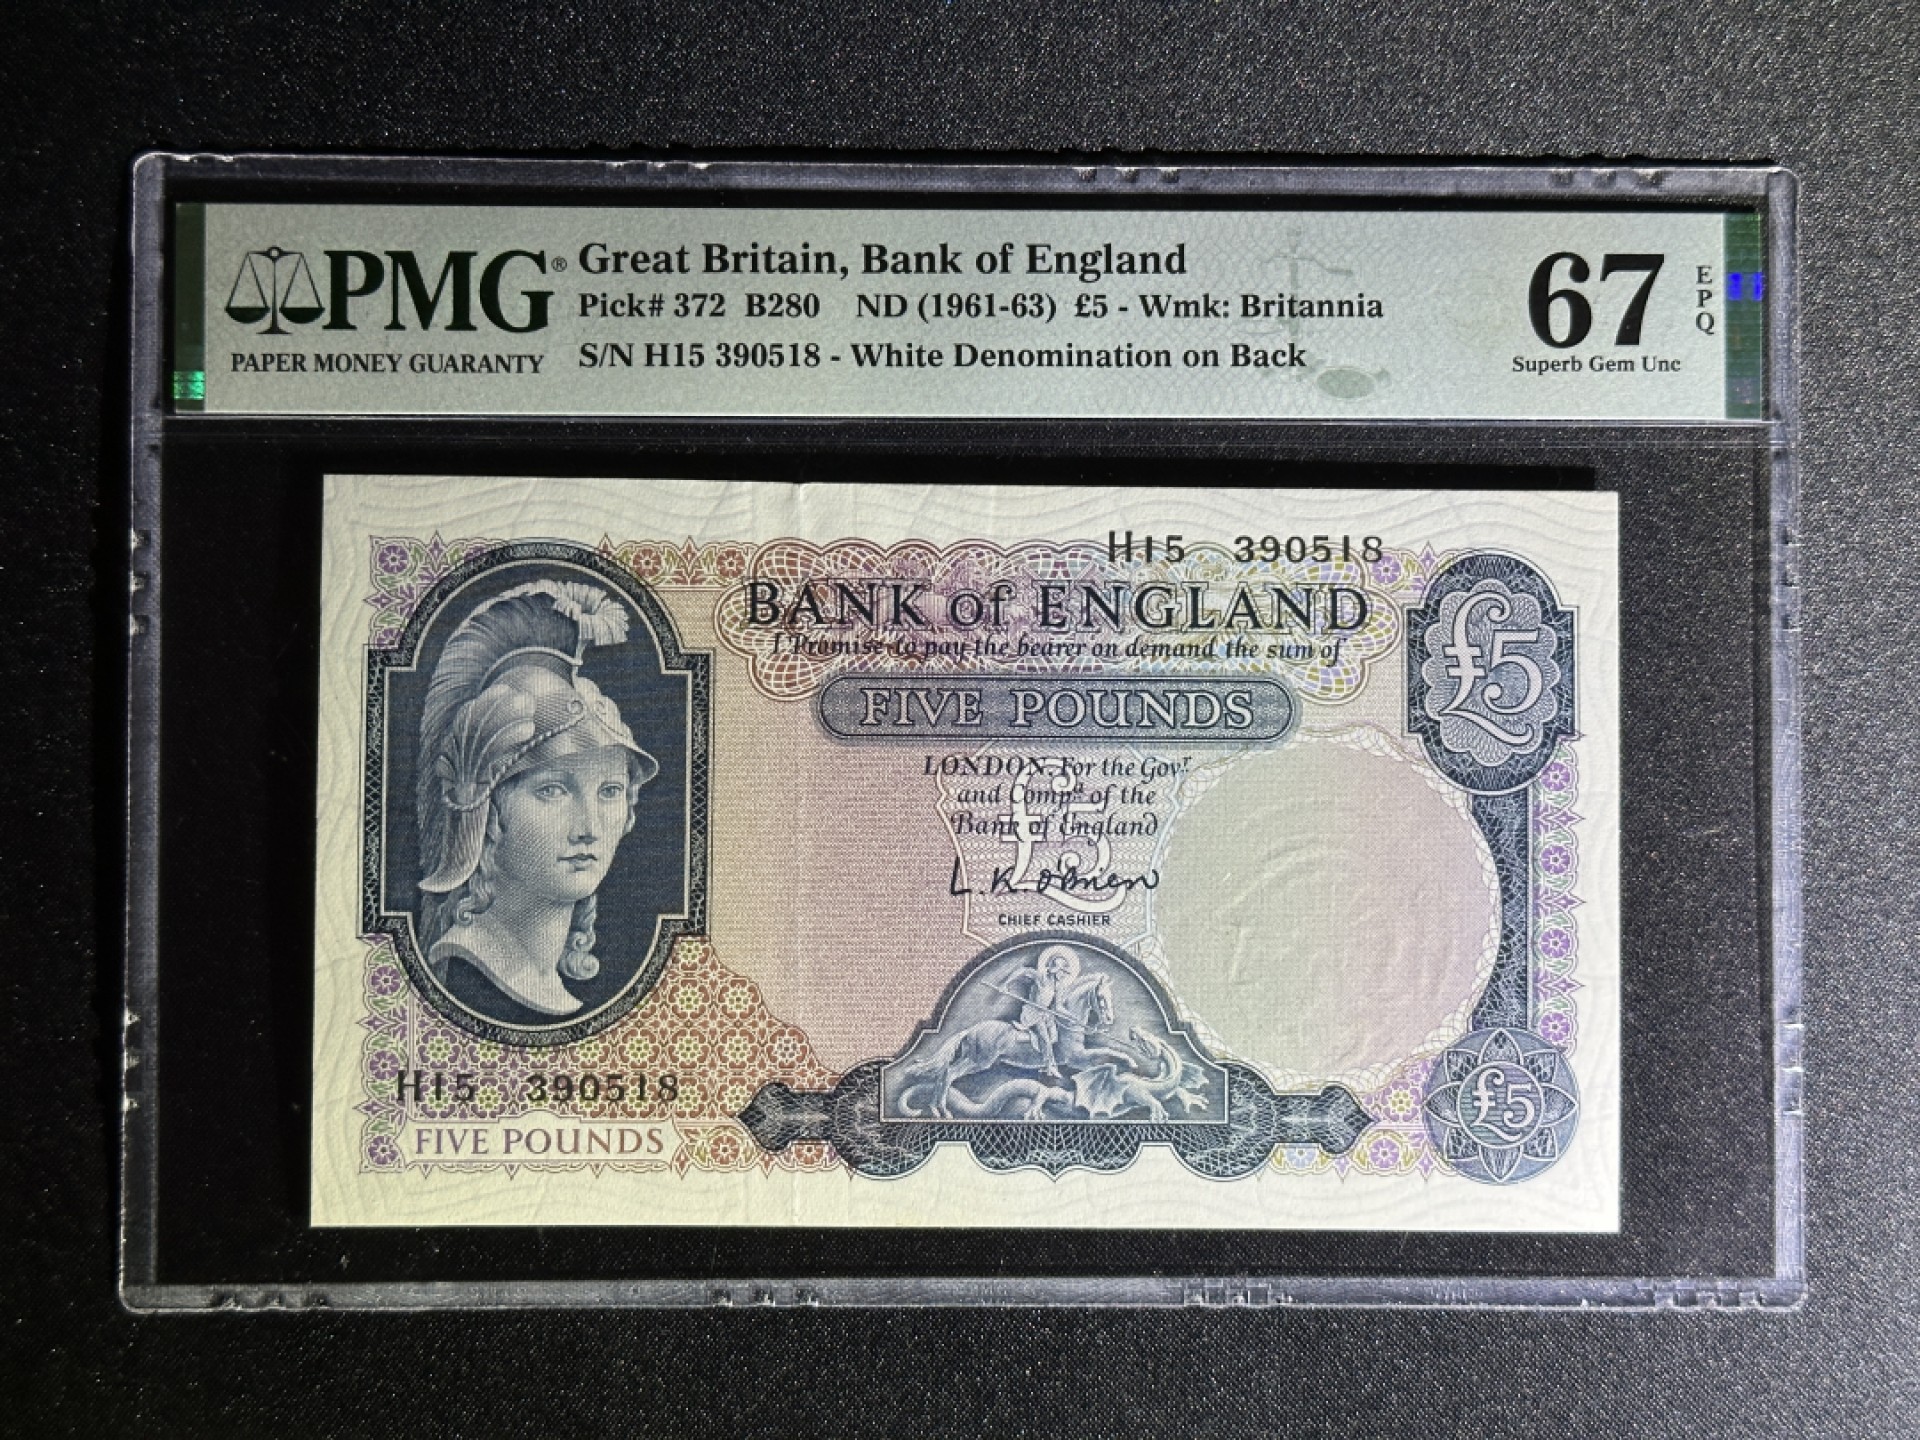 PMG®
PAPER MONEY GUARANTY
Great Britain, Bank of England
Pick# 372 B280 ND (1961-63) £5 - Wmk: Britannia
S/N H15 390518 - White Denomination on Back
67
EPQ
Superb Gem Unc
H15 390518
BANK of ENGLAND
I Promise to pay the bearer on demand the sum of
FIVE POUNDS
£5
LONDON. For the Govr
and Compa of the
Bank of England
£5
£5
L.K. O'Brien
CHIEF CASHIER
H15 390518
FIVE POUNDS
£5